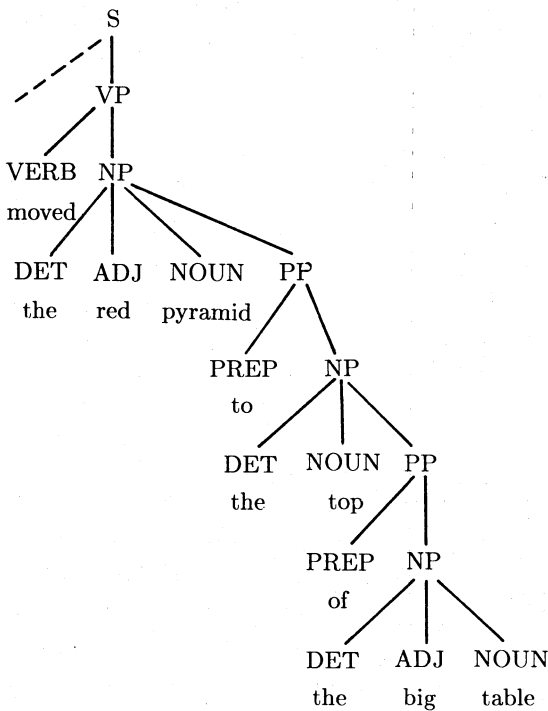 S
VP
VERB NP
moved
DET ADJ NOUN PP
the red pyramid
PREP NP
to
DET NOUN PP
the top
PREP NP
of
DET ADJ NOUN
the big table